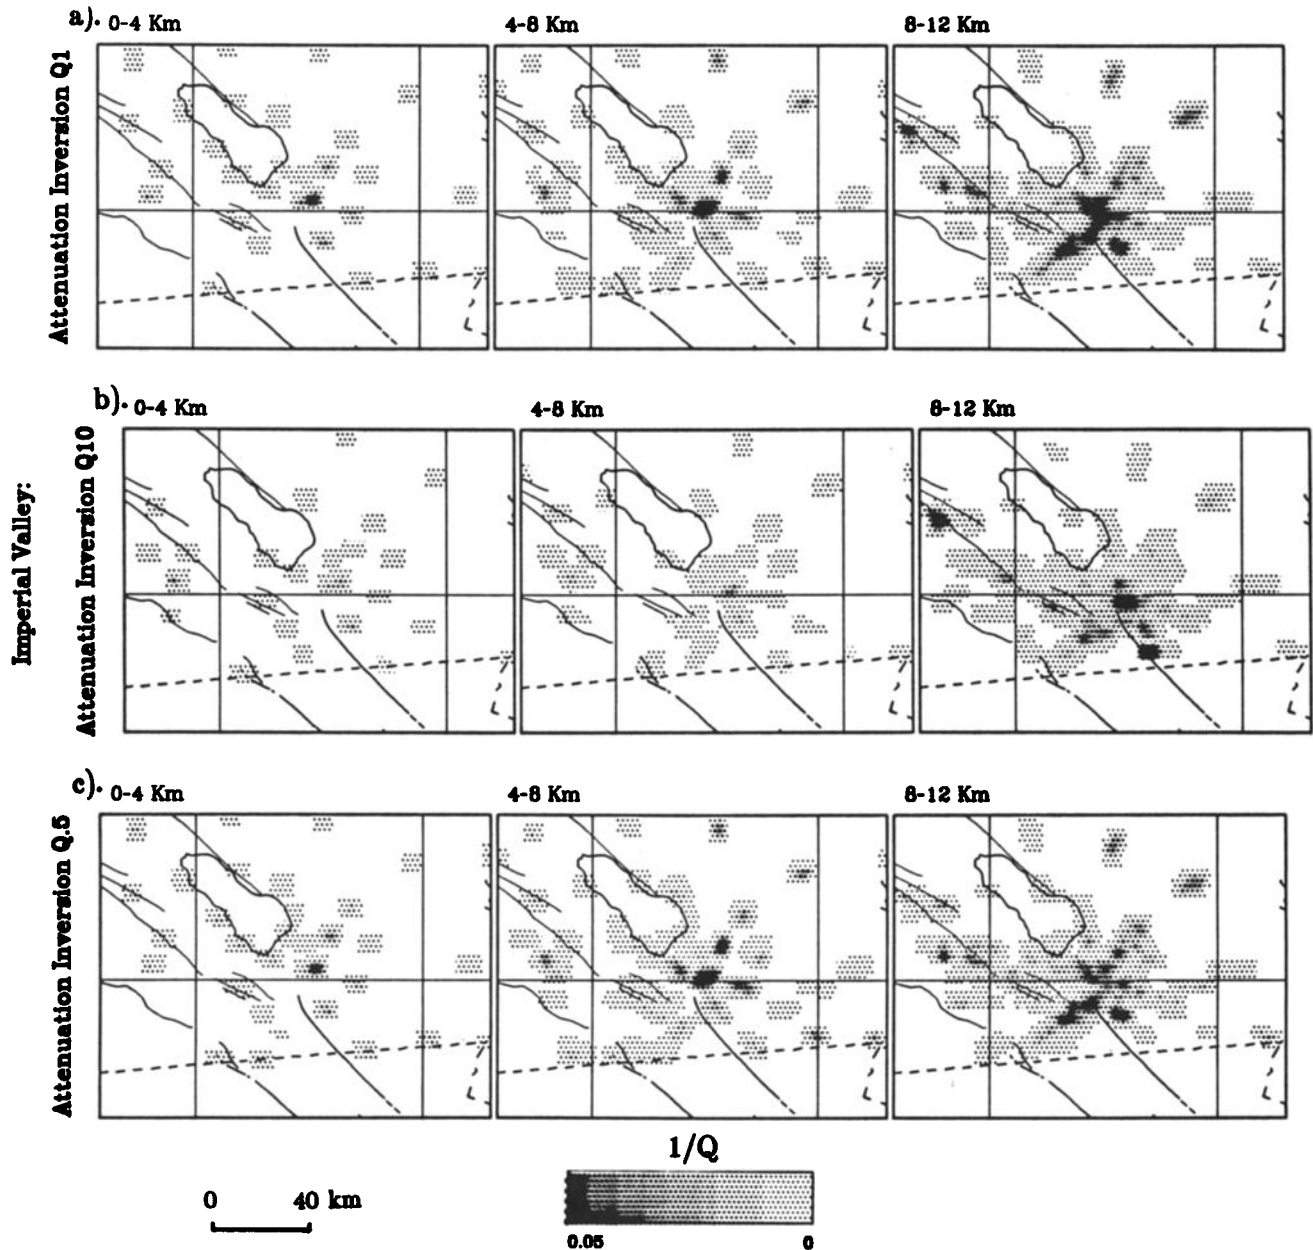 a). 0-4 Km
4-8 Km
8-12 Km
Attenuation Inversion Q1
b). 0-4 Km
4-8 Km
8-12 Km
Attenuation Inversion Q10
Imperial Valley:
c). 0-4 Km
4-8 Km
8-12 Km
Attenuation Inversion Q.5
1/Q
0 40 km
0.05 0